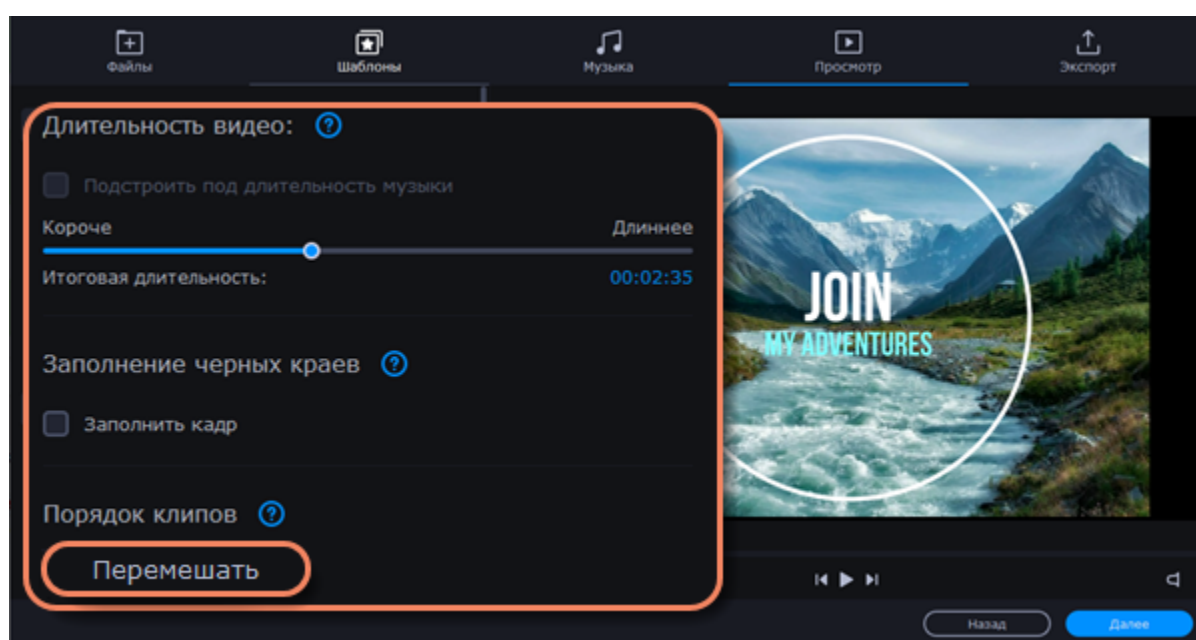 Файлы
Шаблоны
Музыка
Просмотр
Экспорт
Длительность видео: ?
Подстроить под длительность музыки
Короче
Длиннее
Итоговая длительность:
00:02:35
JOIN
MY ADVENTURES
Заполнение черных краев ?
Заполнить кадр
Порядок клипов ?
Перемешать
Назад
Далее